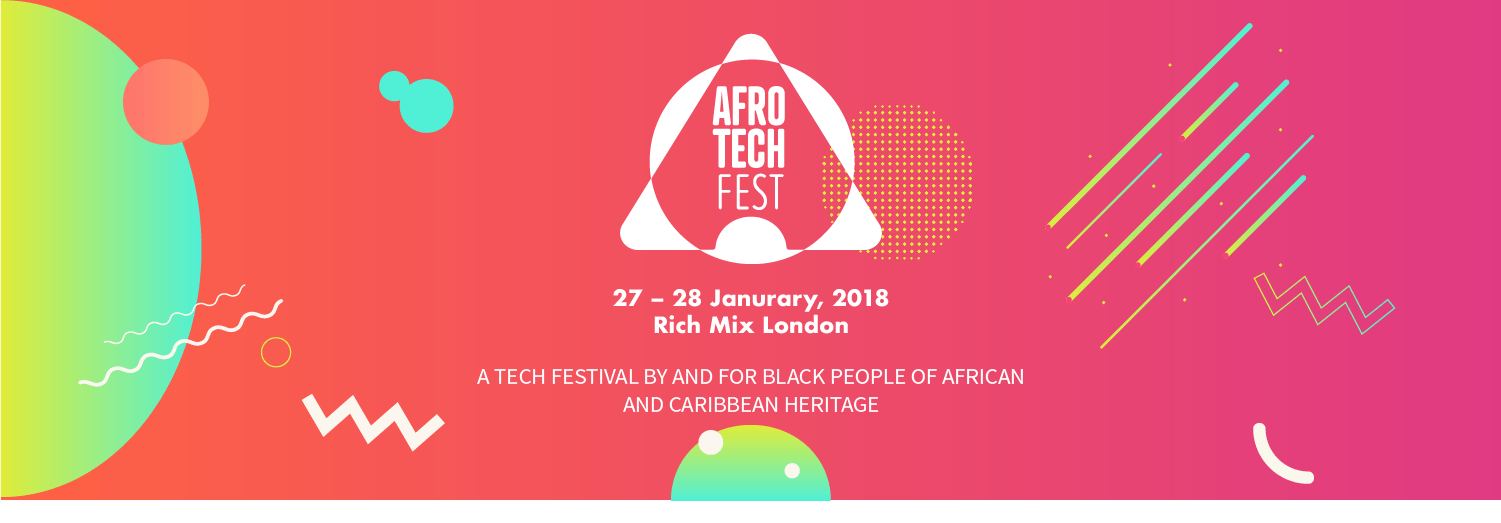 AFRO
TECH
FEST
27 – 28 Janurary, 2018
Rich Mix London
A TECH FESTIVAL BY AND FOR BLACK PEOPLE OF AFRICAN
AND CARIBBEAN HERITAGE